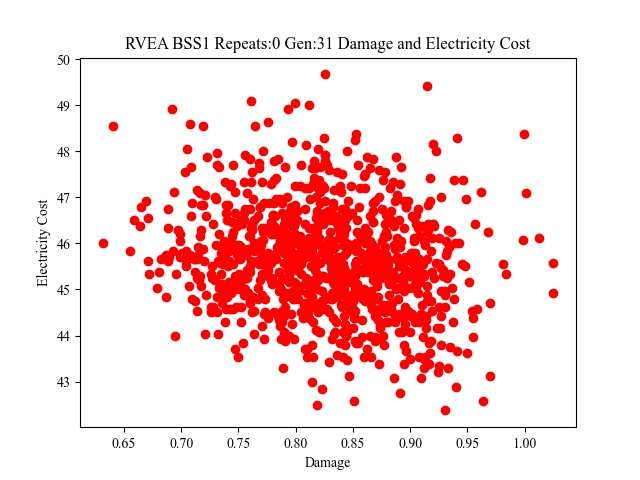 RVEA BSS1 Repeats:0 Gen:31 Damage and Electricity Cost
50
49
48
47
46
45
44
43
Electricity Cost
0.65 0.70 0.75 0.80 0.85 0.90 0.95 1.00
Damage